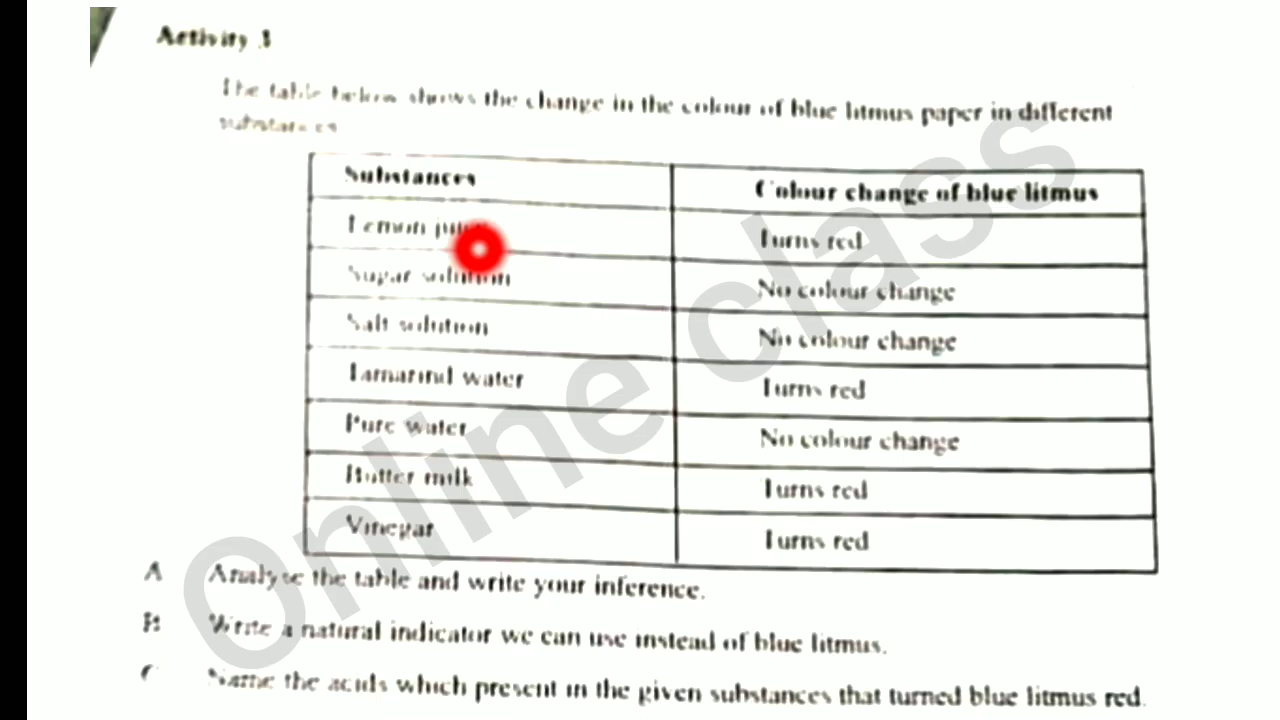 Activity 3
The table below shows the change in the colour of blue litmus paper in different
substances
Substances Colour change of blue litmus
Lemon juice Turns red
Sugar solution No colour change
Salt solution No colour change
Tamarind water Turns red
Pure water No colour change
Butter milk Turns red
Vinegar Turns red
A Analyse the table and write your inference.
B Write a natural indicator we can use instead of blue litmus.
C Name the acids which present in the given substances that turned blue litmus red.
Online class